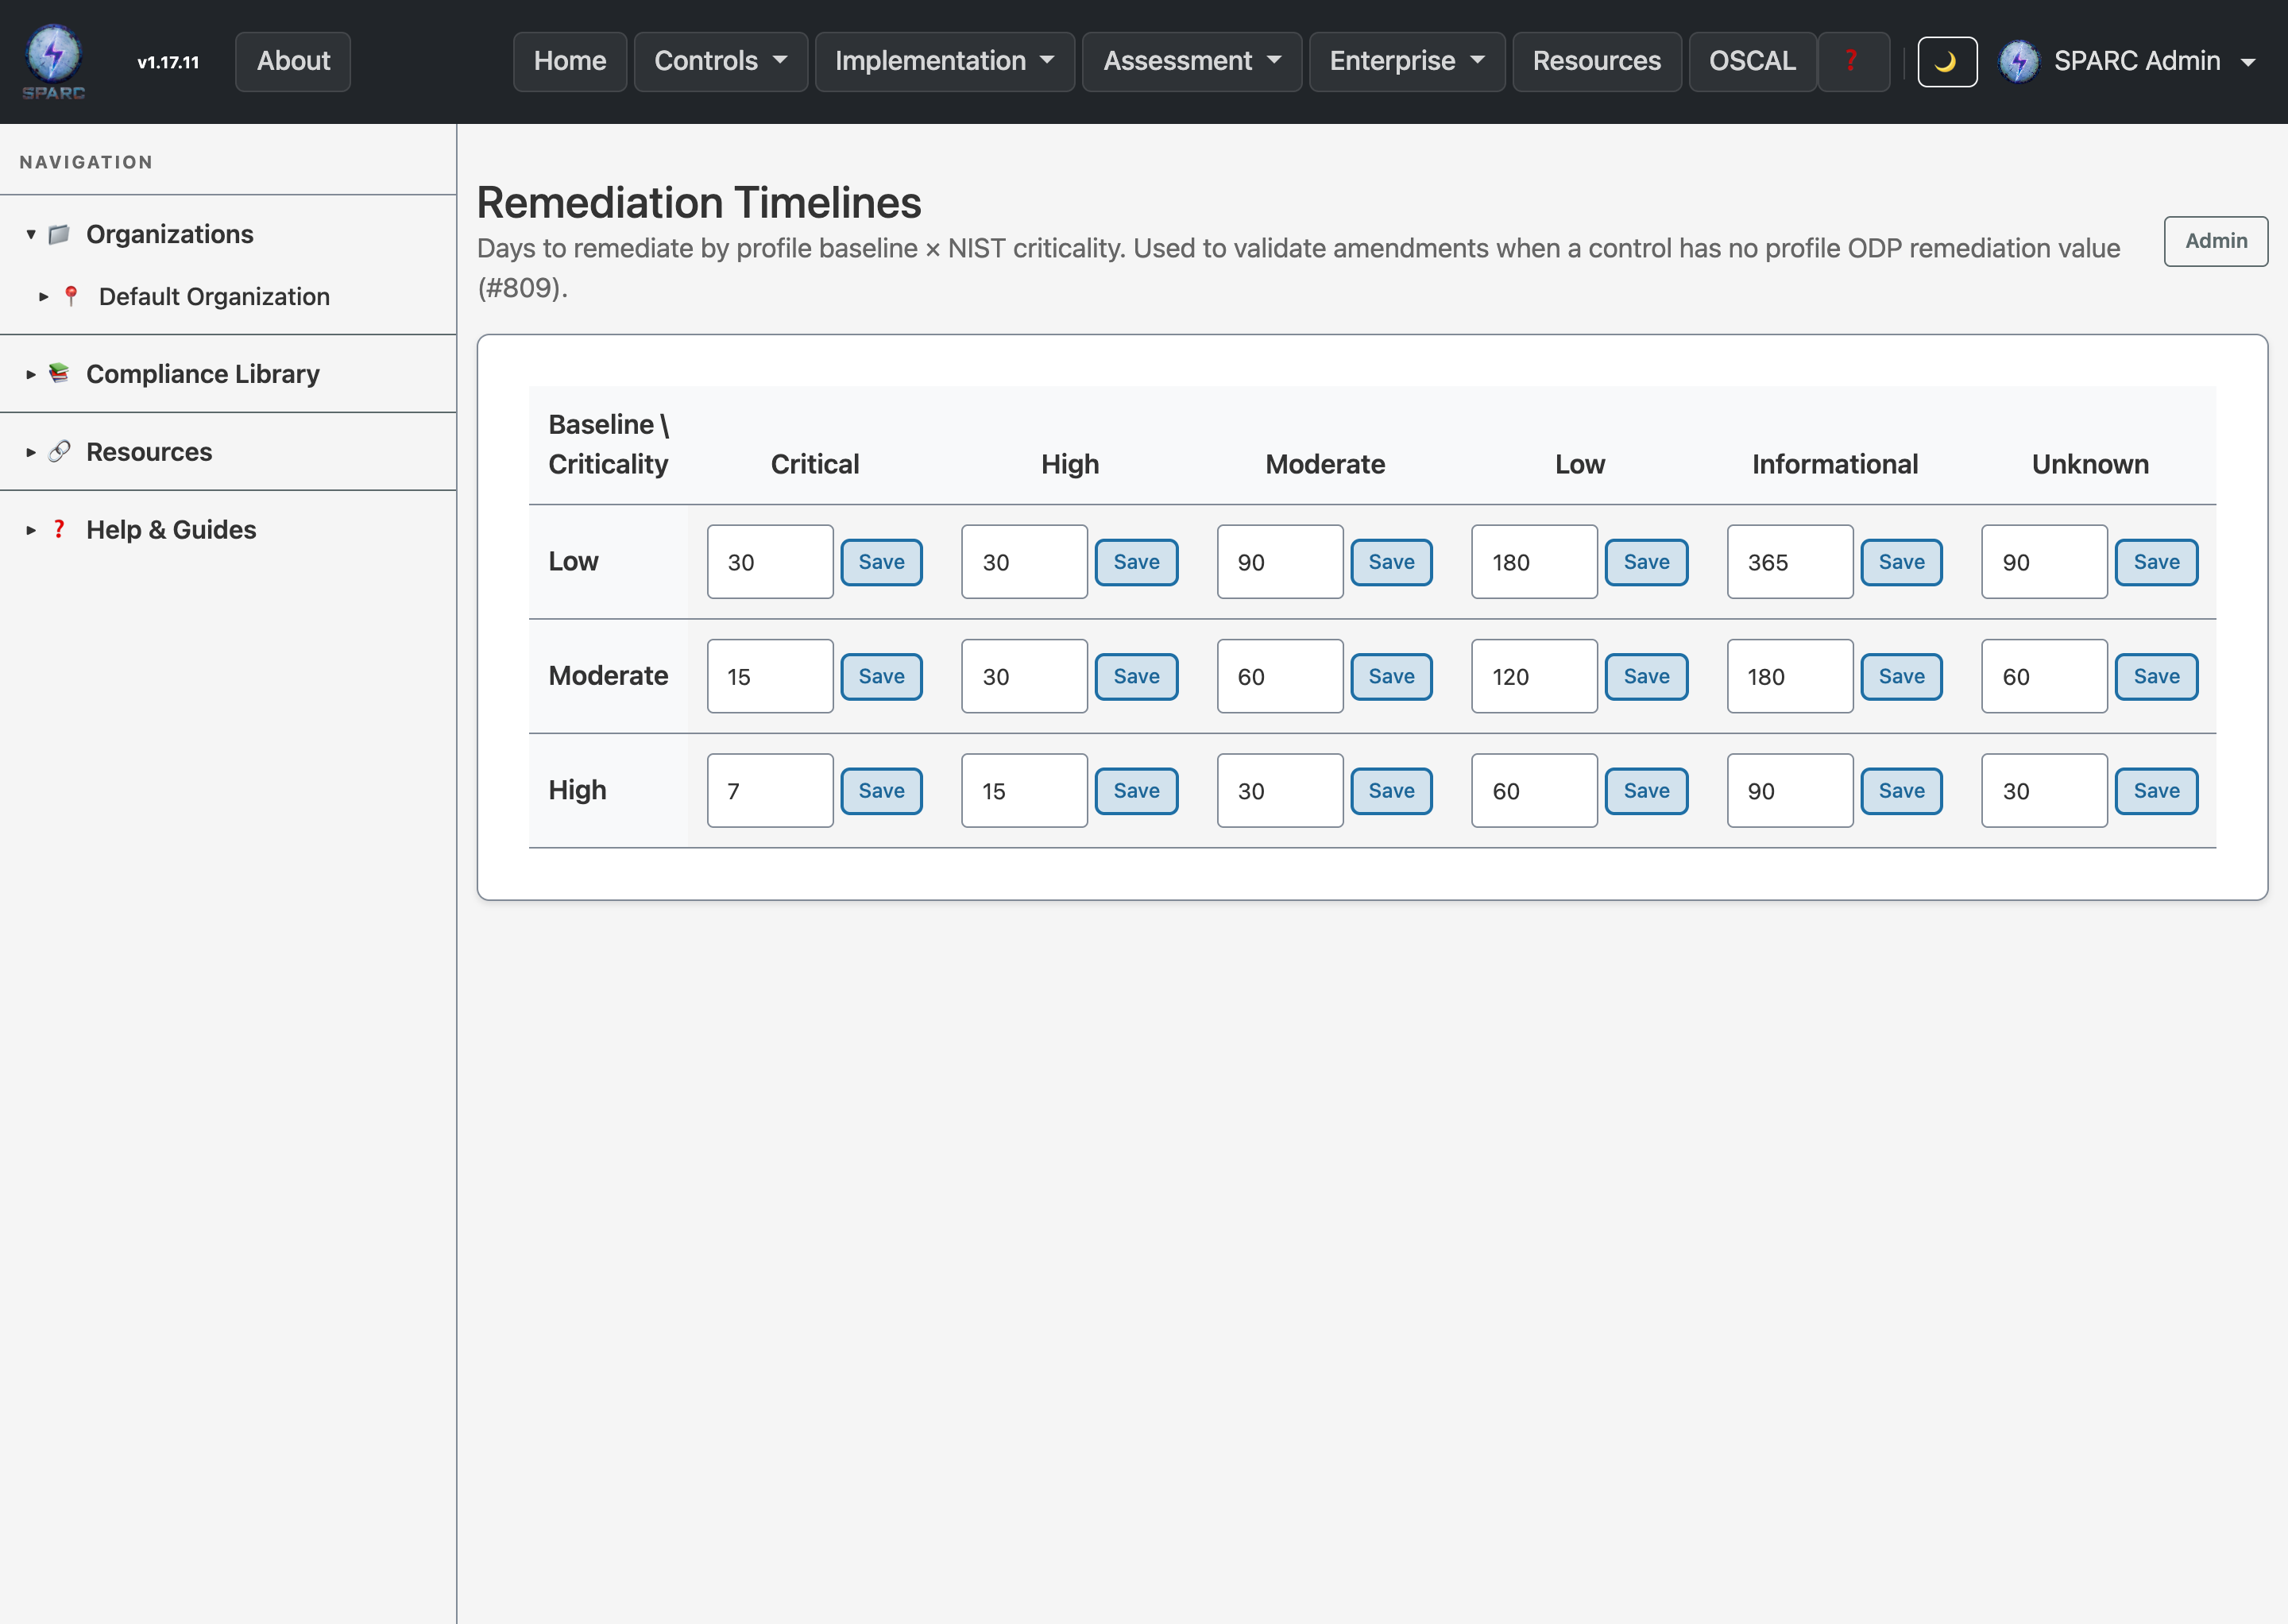 SPARC
v1.17.11
About
Home
Controls
Implementation
Assessment
Enterprise
Resources
OSCAL
?
SPARC Admin
NAVIGATION
Organizations
Default Organization
Compliance Library
Resources
? Help & Guides
Remediation Timelines
Days to remediate by profile baseline × NIST criticality. Used to validate amendments when a control has no profile ODP remediation value
(#809).
Admin
Baseline \
Criticality Critical High Moderate Low Informational Unknown
Low 30 Save 30 Save 90 Save 180 Save 365 Save 90 Save
Moderate 15 Save 30 Save 60 Save 120 Save 180 Save 60 Save
High 7 Save 15 Save 30 Save 60 Save 90 Save 30 Save